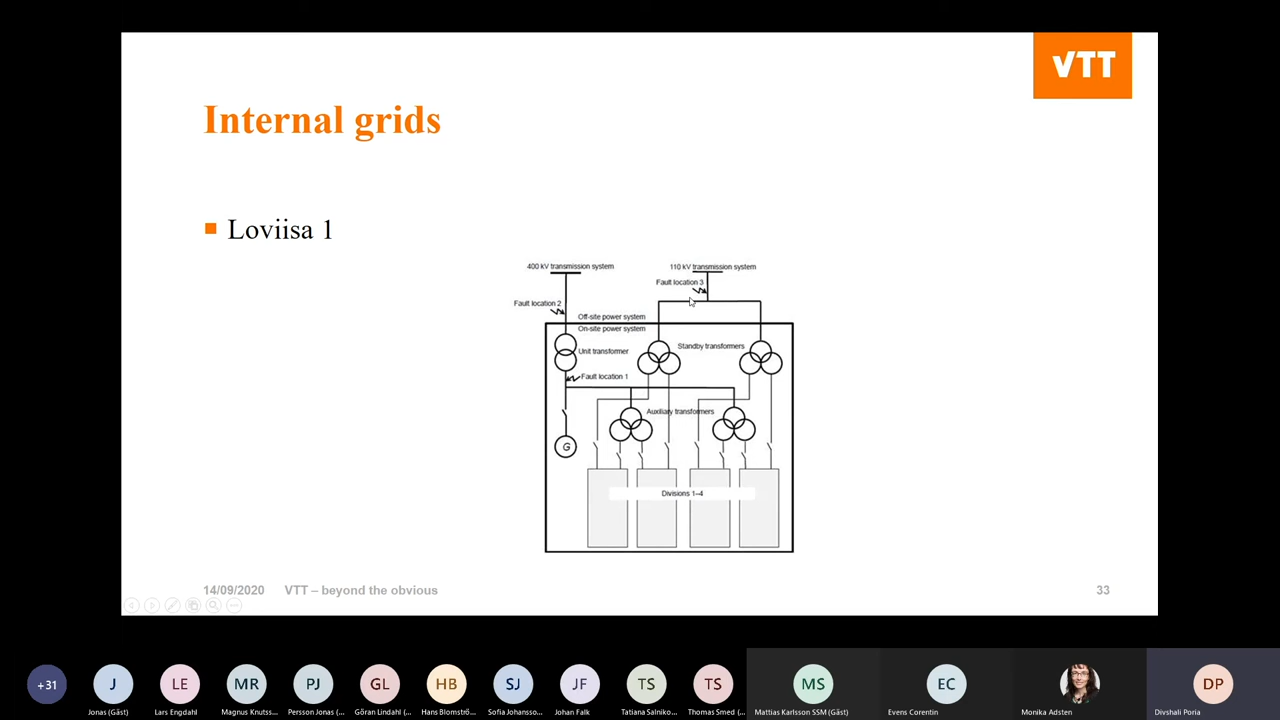 VTT
Internal grids
Loviisa 1
400 kV transmission system
110 kV transmission system
Fault location 3
Fault location 2
Off-site power system
On-site power system
Unit transformer
Standby transformers
Fault location 1
Auxiliary transformers
G
Divisions 1–4
14/09/2020
VTT – beyond the obvious
33
+31
J
LE
MR
PJ
GL
HB
SJ
JF
TS
TS
MS
EC
DP
Jonas (Gäst)
Lars Engdahl
Magnus Knutss...
Persson Jonas (...
Göran Lindahl (...
Hans Blomströ...
Sofia Johansso...
Johan Falk
Tatiana Salniko...
Thomas Smed (...
Mattias Karlsson SSM (Gäst)
Evens Corentin
Monika Adsten
Divshali Poria